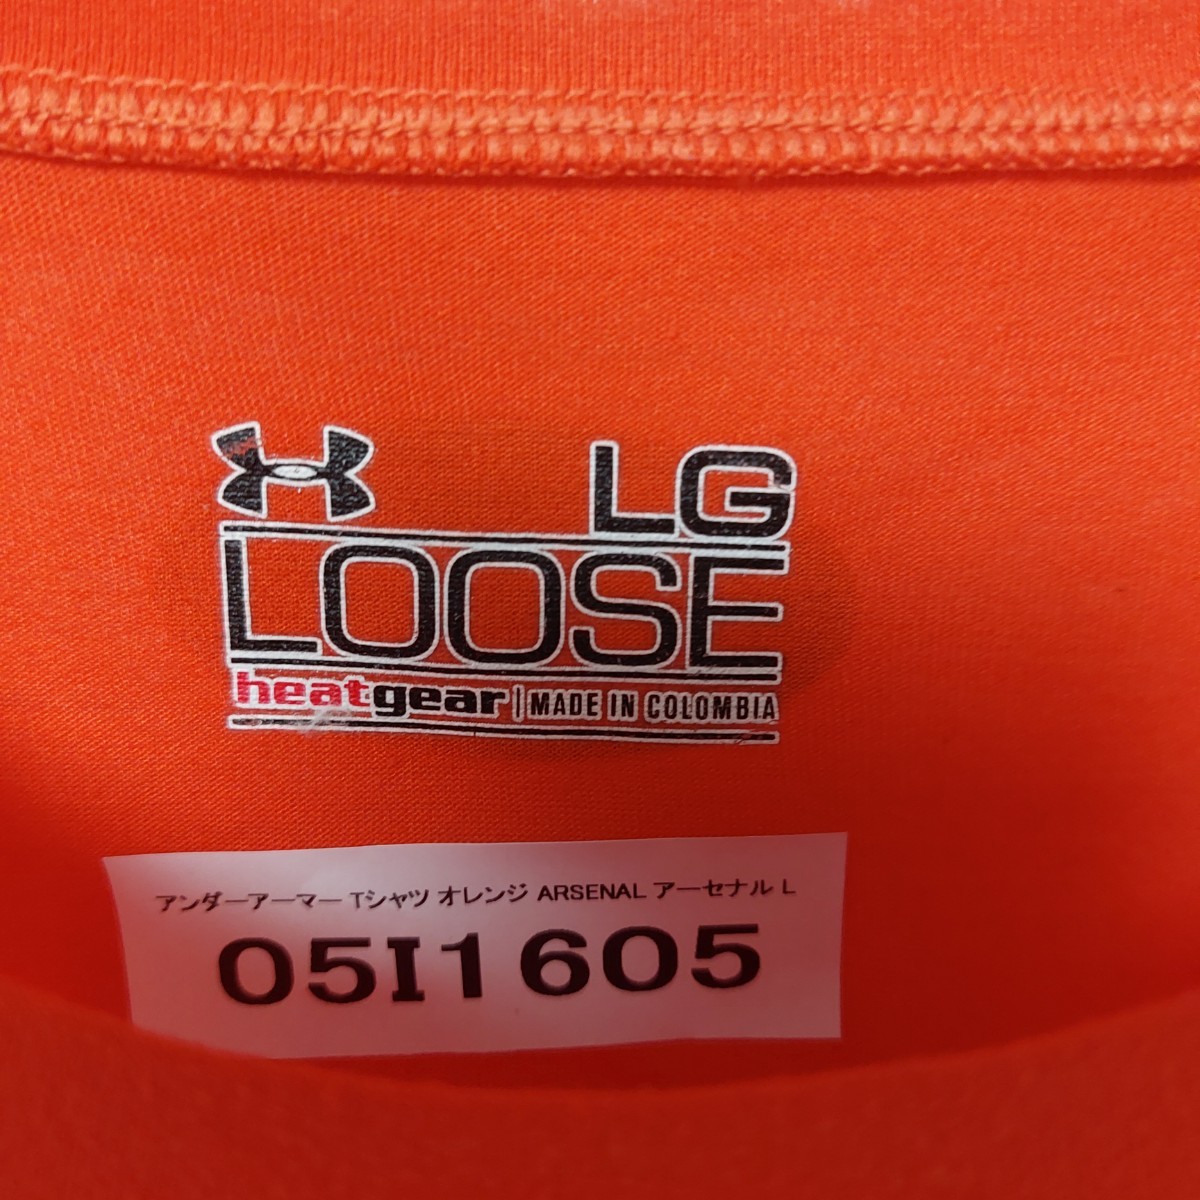 LG
LOOSE
heatgear | MADE IN COLOMBIA
アンダーアーマー Tシャツ オレンジ ARSENAL アーセナル L
05I1605